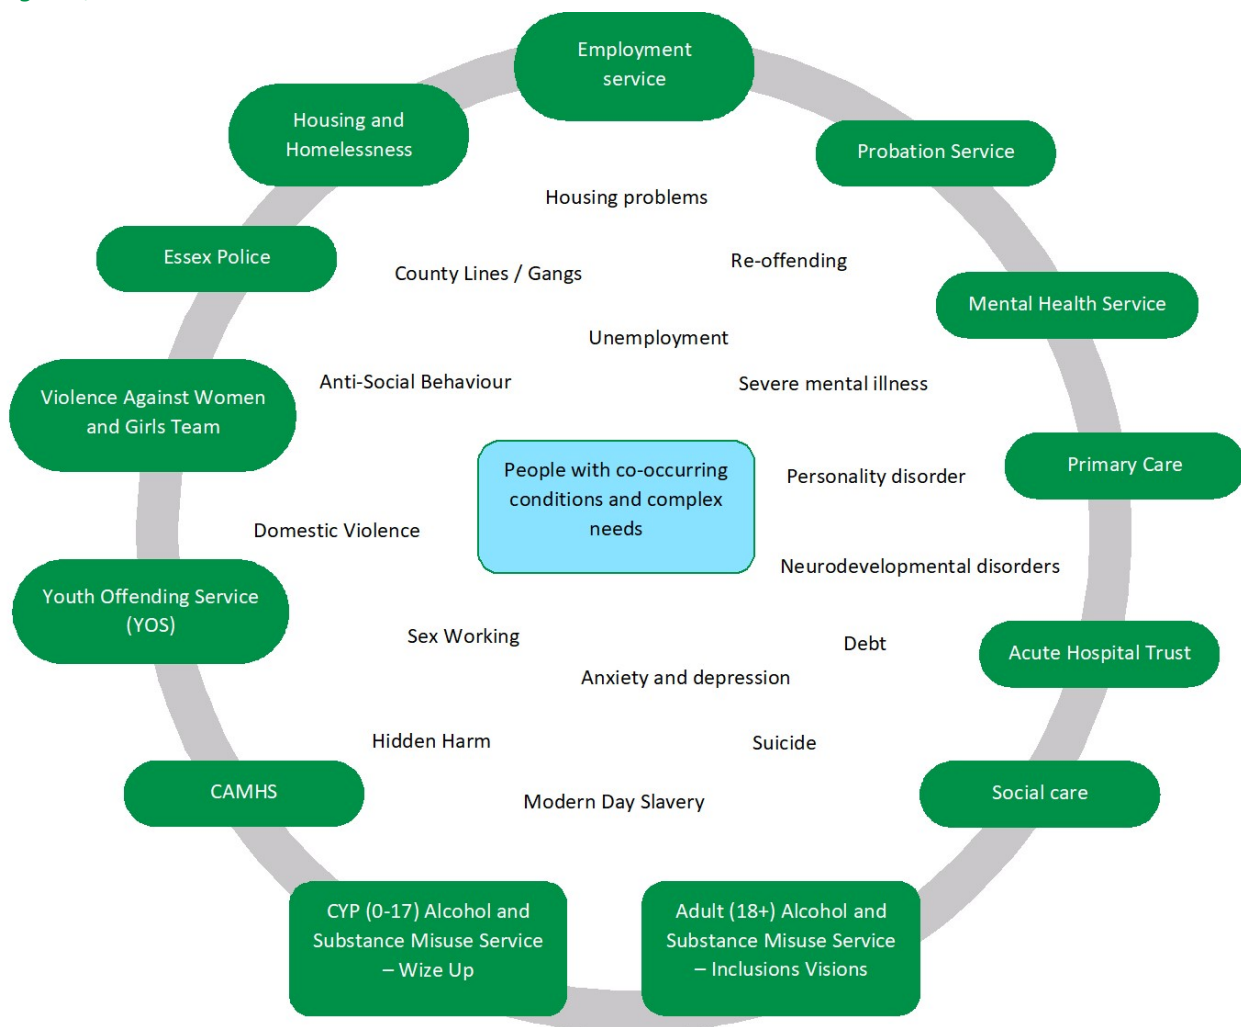 Employment
service
Housing and
Homelessness
Probation Service
Housing problems
Essex Police
County Lines / Gangs
Re-offending
Mental Health Service
Unemployment
Violence Against Women
and Girls Team
Anti-Social Behaviour
Severe mental illness
People with co-occurring
conditions and complex
needs
Personality disorder
Primary Care
Domestic Violence
Neurodevelopmental disorders
Youth Offending Service
(YOS)
Sex Working
Debt
Acute Hospital Trust
Anxiety and depression
Hidden Harm
Suicide
CAMHS
Modern Day Slavery
Social care
CYP (0-17) Alcohol and
Substance Misuse Service
– Wize Up
Adult (18+) Alcohol and
Substance Misuse Service
– Inclusions Visions